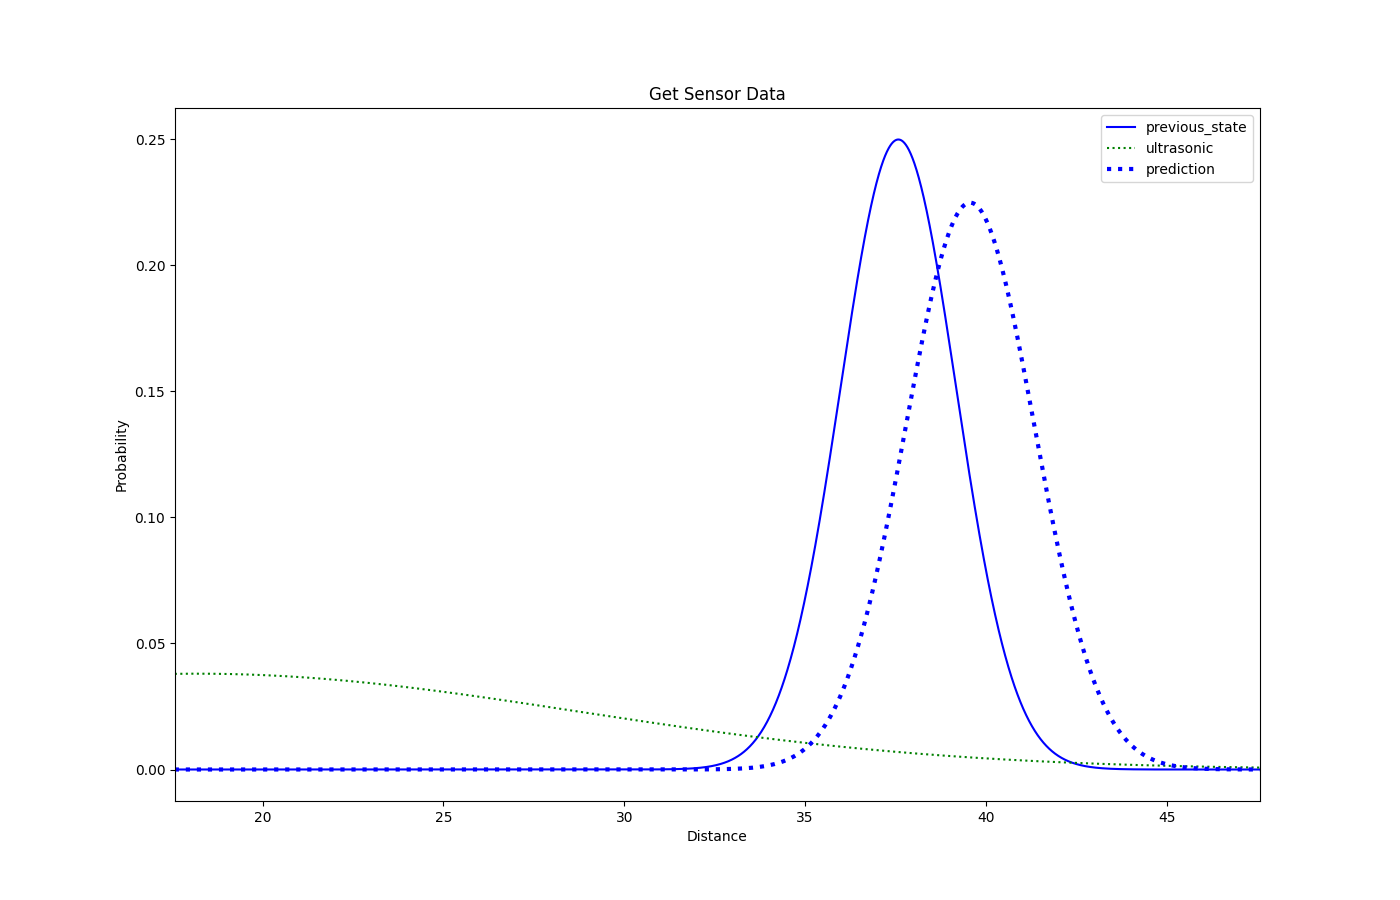 Get Sensor Data
previous_state
ultrasonic
prediction
Probability
0.25
0.20
0.15
0.10
0.05
0.00
20 25 30 35 40 45
Distance